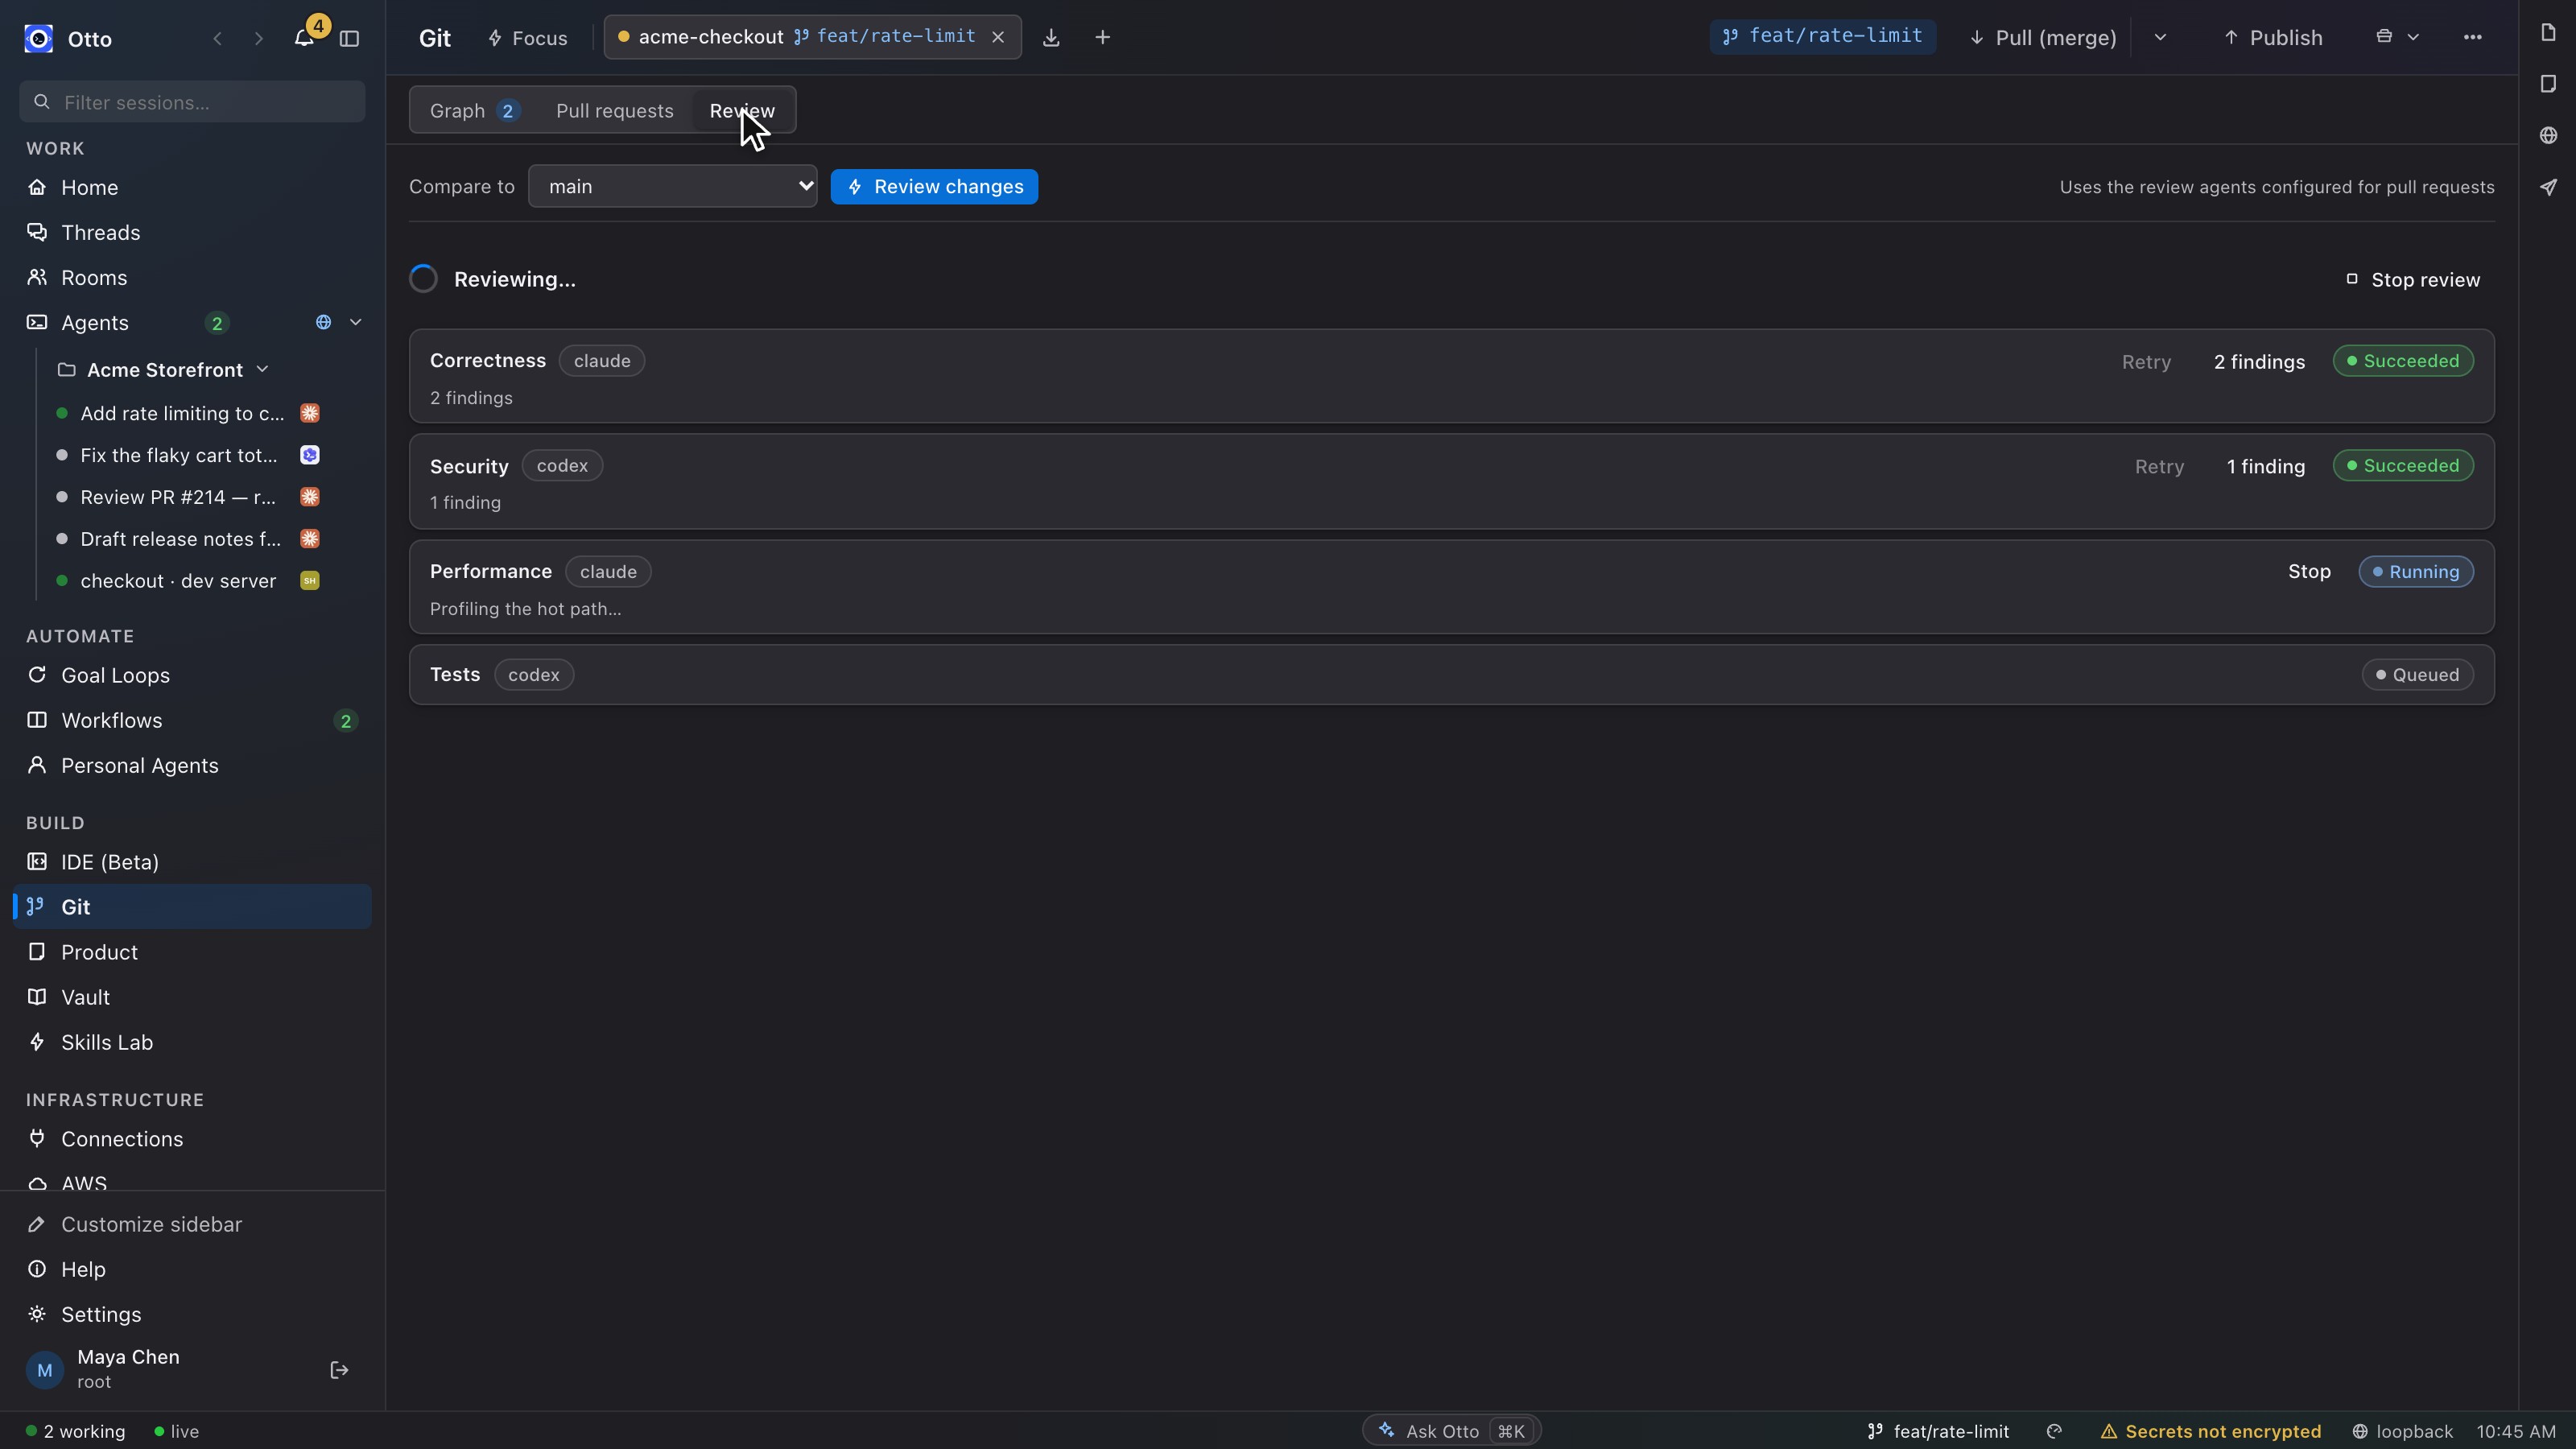 Otto
4
Filter sessions...
WORK
Home
Threads
Rooms
Agents 2
Acme Storefront
Add rate limiting to c...
Fix the flaky cart tot...
Review PR #214 — r...
Draft release notes f...
checkout · dev server SH
AUTOMATE
Goal Loops
Workflows 2
Personal Agents
BUILD
IDE (Beta)
Git
Product
Vault
Skills Lab
INFRASTRUCTURE
Connections
AWS
Customize sidebar
Help
Settings
M
Maya Chen
root
Git Focus acme-checkout feat/rate-limit
feat/rate-limit Pull (merge) Publish
Graph 2 Pull requests Review
Compare to main Review changes Uses the review agents configured for pull requests
Reviewing... Stop review
Correctness claude Retry 2 findings Succeeded
2 findings
Security codex Retry 1 finding Succeeded
1 finding
Performance claude Stop Running
Profiling the hot path...
Tests codex Queued
2 working live Ask Otto ⌘K feat/rate-limit Secrets not encrypted loopback 10:45 AM